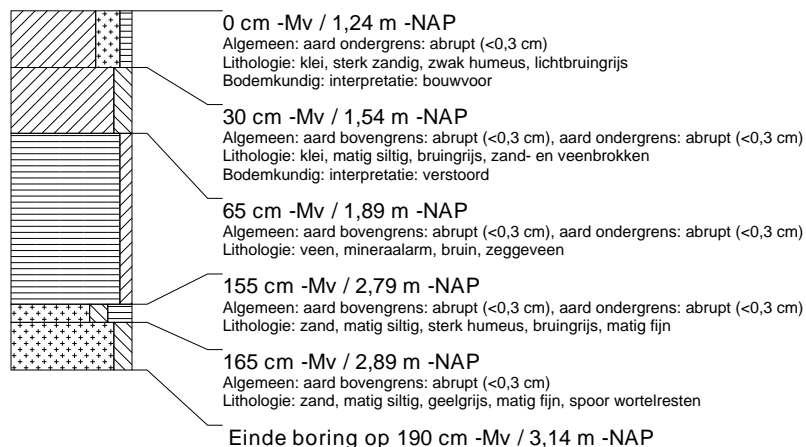 0 cm -Mv / 1,24 m -NAP
Algemeen: aard ondergrens: abrupt (<0,3 cm)
Lithologie: klei, sterk zandig, zwak humeus, lichtbruingrijs
Bodemkundig: interpretatie: bouwvoor
30 cm -Mv / 1,54 m -NAP
Algemeen: aard bovengrens: abrupt (<0,3 cm), aard ondergrens: abrupt (<0,3 cm)
Lithologie: klei, matig siltig, bruingrijs, zand- en veenbrokken
Bodemkundig: interpretatie: verstoord
65 cm -Mv / 1,89 m -NAP
Algemeen: aard bovengrens: abrupt (<0,3 cm), aard ondergrens: abrupt (<0,3 cm)
Lithologie: veen, mineraalarm, bruin, zeggeveen
155 cm -Mv / 2,79 m -NAP
Algemeen: aard bovengrens: abrupt (<0,3 cm), aard ondergrens: abrupt (<0,3 cm)
Lithologie: zand, matig siltig, sterk humeus, bruingrijs, matig fijn
165 cm -Mv / 2,89 m -NAP
Algemeen: aard bovengrens: abrupt (<0,3 cm)
Lithologie: zand, matig siltig, geelgrijs, matig fijn, spoor wortelresten
Einde boring op 190 cm -Mv / 3,14 m -NAP